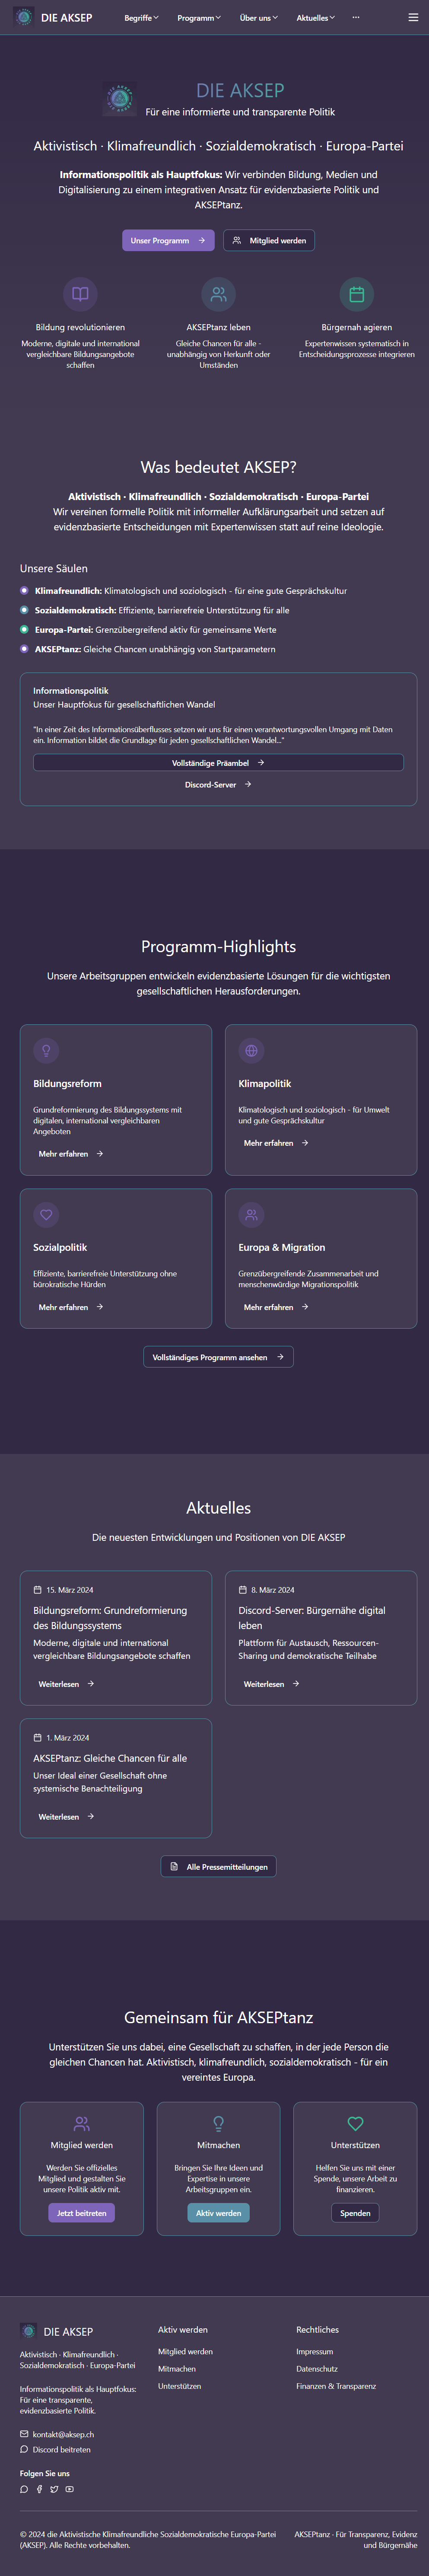 DIE AKSEP
Begriffe
Programm
Über uns
Aktuelles
DIE AKSEP
Für eine informierte und transparente Politik
Aktivistisch · Klimafreundlich · Sozialdemokratisch · Europa-Partei
Informationspolitik als Hauptfokus: Wir verbinden Bildung, Medien und
Digitalisierung zu einem integrativen Ansatz für evidenzbasierte Politik und
AKSEPtanz.
Unser Programm
Mitglied werden
Bildung revolutionieren
Moderne, digitale und international
vergleichbare Bildungsangebote
schaffen
AKSEPtanz leben
Gleiche Chancen für alle -
unabhängig von Herkunft oder
Umständen
Bürgernah agieren
Expertenwissen systematisch in
Entscheidungsprozesse integrieren
Was bedeutet AKSEP?
Aktivistisch · Klimafreundlich · Sozialdemokratisch · Europa-Partei
Wir vereinen formelle Politik mit informeller Aufklärungsarbeit und setzen auf
evidenzbasierte Entscheidungen mit Expertenwissen statt auf reine Ideologie.
Unsere Säulen
Klimafreundlich: Klimatologisch und soziologisch - für eine gute Gesprächskultur
Sozialdemokratisch: Effiziente, barrierefreie Unterstützung für alle
Europa-Partei: Grenzübergreifend aktiv für gemeinsame Werte
AKSEPtanz: Gleiche Chancen unabhängig von Startparametern
Informationspolitik
Unser Hauptfokus für gesellschaftlichen Wandel
"In einer Zeit des Informationsüberflusses setzen wir uns für einen verantwortungsvollen Umgang mit Daten
ein. Information bildet die Grundlage für jeden gesellschaftlichen Wandel..."
Vollständige Präambel
Discord-Server
Programm-Highlights
Unsere Arbeitsgruppen entwickeln evidenzbasierte Lösungen für die wichtigsten
gesellschaftlichen Herausforderungen.
Bildungsreform
Grundreformierung des Bildungssystems mit
digitalen, international vergleichbaren
Angeboten
Mehr erfahren
Klimapolitik
Klimatologisch und soziologisch - für Umwelt
und gute Gesprächskultur
Mehr erfahren
Sozialpolitik
Effiziente, barrierefreie Unterstützung ohne
bürokratische Hürden
Mehr erfahren
Europa & Migration
Grenzübergreifende Zusammenarbeit und
menschenwürdige Migrationspolitik
Mehr erfahren
Vollständiges Programm ansehen
Aktuelles
Die neuesten Entwicklungen und Positionen von DIE AKSEP
15. März 2024
Bildungsreform: Grundreformierung
des Bildungssystems
Moderne, digitale und international
vergleichbare Bildungsangebote schaffen
Weiterlesen
8. März 2024
Discord-Server: Bürgernähe digital
leben
Plattform für Austausch, Ressourcen-
Sharing und demokratische Teilhabe
Weiterlesen
1. März 2024
AKSEPtanz: Gleiche Chancen für alle
Unser Ideal einer Gesellschaft ohne
systemische Benachteiligung
Weiterlesen
Alle Pressemitteilungen
Gemeinsam für AKSEPtanz
Unterstützen Sie uns dabei, eine Gesellschaft zu schaffen, in der jede Person die
gleichen Chancen hat. Aktivistisch, klimafreundlich, sozialdemokratisch - für ein
vereintes Europa.
Mitglied werden
Werden Sie offizielles
Mitglied und gestalten Sie
unsere Politik aktiv mit.
Jetzt beitreten
Mitmachen
Bringen Sie Ihre Ideen und
Expertise in unsere
Arbeitsgruppen ein.
Aktiv werden
Unterstützen
Helfen Sie uns mit einer
Spende, unsere Arbeit zu
finanzieren.
Spenden
DIE AKSEP
Aktivistisch · Klimafreundlich ·
Sozialdemokratisch · Europa-Partei
Informationspolitik als Hauptfokus:
Für eine transparente,
evidenzbasierte Politik.
kontakt@aksep.ch
Discord beitreten
Folgen Sie uns
Aktiv werden
Mitglied werden
Mitmachen
Unterstützen
Rechtliches
Impressum
Datenschutz
Finanzen & Transparenz
© 2024 die Aktivistische Klimafreundliche Sozialdemokratische Europa-Partei
(AKSEP). Alle Rechte vorbehalten.
AKSEPtanz · Für Transparenz, Evidenz
und Bürgernähe